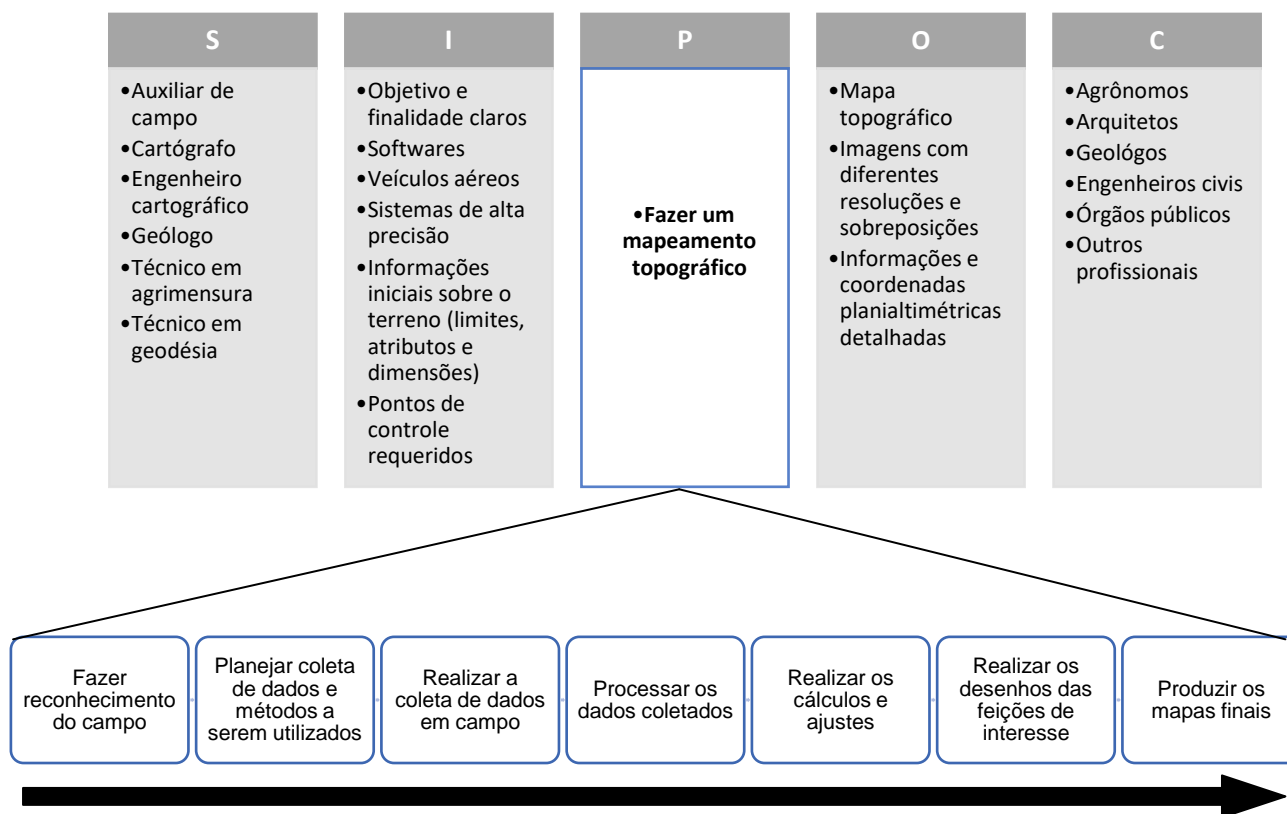 S
•Auxiliar de
campo
•Cartógrafo
•Engenheiro
cartográfico
•Geólogo
•Técnico em
agrimensura
•Técnico em
geodésia
I
•Objetivo e
finalidade claros
•Softwares
•Veículos aéreos
•Sistemas de alta
precisão
•Informações
iniciais sobre o
terreno (limites,
atributos e
dimensões)
•Pontos de
controle
requeridos
P
•Fazer um
mapeamento
topográfico
O
•Mapa
topográfico
•Imagens com
diferentes
resoluções e
sobreposições
•Informações e
coordenadas
planialtimétricas
detalhadas
C
•Agrônomos
•Arquitetos
•Geológos
•Engenheiros civis
•Órgãos públicos
•Outros
profissionais
Fazer
reconhecimento
do campo
Planejar coleta
de dados e
métodos a
serem utilizados
Realizar a
coleta de dados
em campo
Processar os
dados coletados
Realizar os
cálculos e
ajustes
Realizar os
desenhos das
feições de
interesse
Produzir os
mapas finais